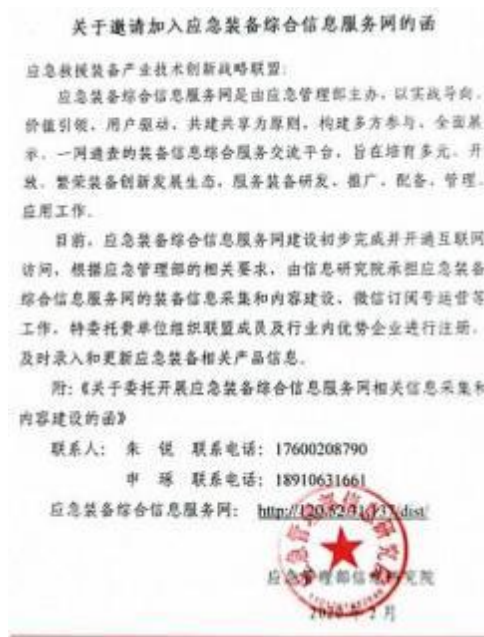 关于邀请加入应急装备综合信息服务网的函
应急救援装备产业技术创新战略联盟：
应急装备综合信息服务网是由应急管理部主办，以实战导向、
价值引领、用户驱动、共建共享为原则，构建多方参与、全面展
示、一网通查的装备信息综合服务交流平台，旨在培育多元、开
放、繁荣装备创新发展生态，服务装备研发、推广、配备、管理、
应用工作。
目前，应急装备综合信息服务网建设初步完成并开通互联网
访问，根据应急管理部的相关要求，由信息研究院承担应急装备
综合信息服务网的装备信息采集和内容建设、微信订阅号运营等
工作，特委托贵单位组织联盟成员及行业内优势企业进行注册，
及时录入和更新应急装备相关产品信息。
附：《关于委托开展应急装备综合信息服务网相关信息采集和
内容建设的函》
联系人： 朱 锐 联系电话：17600208790
申 琢 联系电话：18910631661
应急装备综合信息服务网： http://120.52.31.137/dist/
应急管理部信息研究院
2020 年 2 月